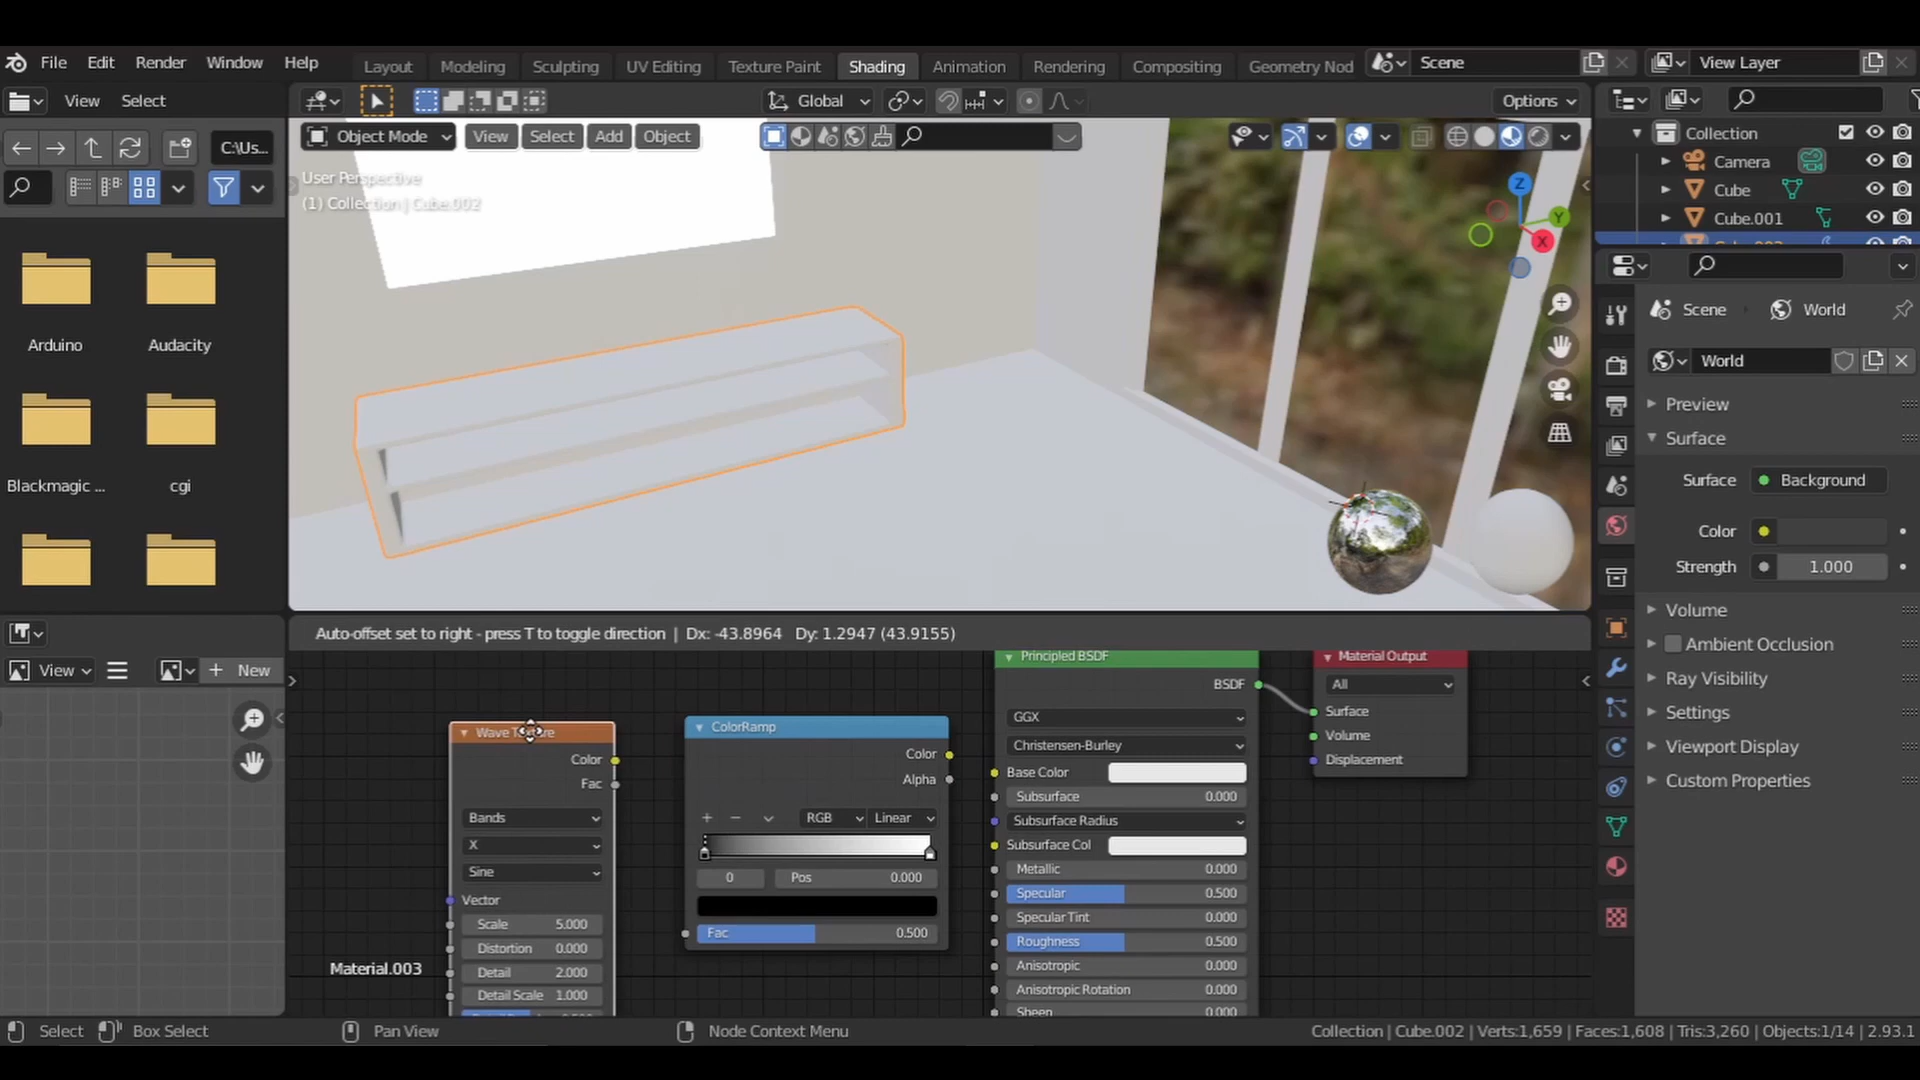 File Edit Render Window Help Layout Modeling Sculpting UV Editing Texture Paint Shading Animation Rendering Compositing Geometry Nod Scene View Layer
View Select Global Options
Object Mode View Select Add Object
C:\Us...
User Perspective
(1) Collection | Cube.002
Z
Y
X
Collection
Camera
Cube
Cube.001
Arduino Audacity
Blackmagic ... cgi
Scene World
World
Preview
Surface
Surface Background
Color
Strength 1.000
Volume
Ambient Occlusion
Ray Visibility
Settings
Viewport Display
Custom Properties
Auto-offset set to right - press T to toggle direction | Dx: -43.8964 Dy: 1.2947 (43.9155)
View New
Wave Texture
Color
Fac
Bands
X
Sine
Vector
Scale 5.000
Distortion 0.000
Detail 2.000
Detail Scale 1.000
Material.003
ColorRamp
Color
Alpha
RGB Linear
0 Pos 0.000
Fac 0.500
Principled BSDF
BSDF
GGX
Christensen-Burley
Base Color
Subsurface 0.000
Subsurface Radius
Subsurface Col
Metallic 0.000
Specular 0.500
Specular Tint 0.000
Roughness 0.500
Anisotropic 0.000
Anisotropic Rotation 0.000
Sheen 0.000
Material Output
All
Surface
Volume
Displacement
Select Box Select Pan View Node Context Menu Collection | Cube.002 | Verts:1,659 | Faces:1,608 | Tris:3,260 | Objects:1/14 | 2.93.1